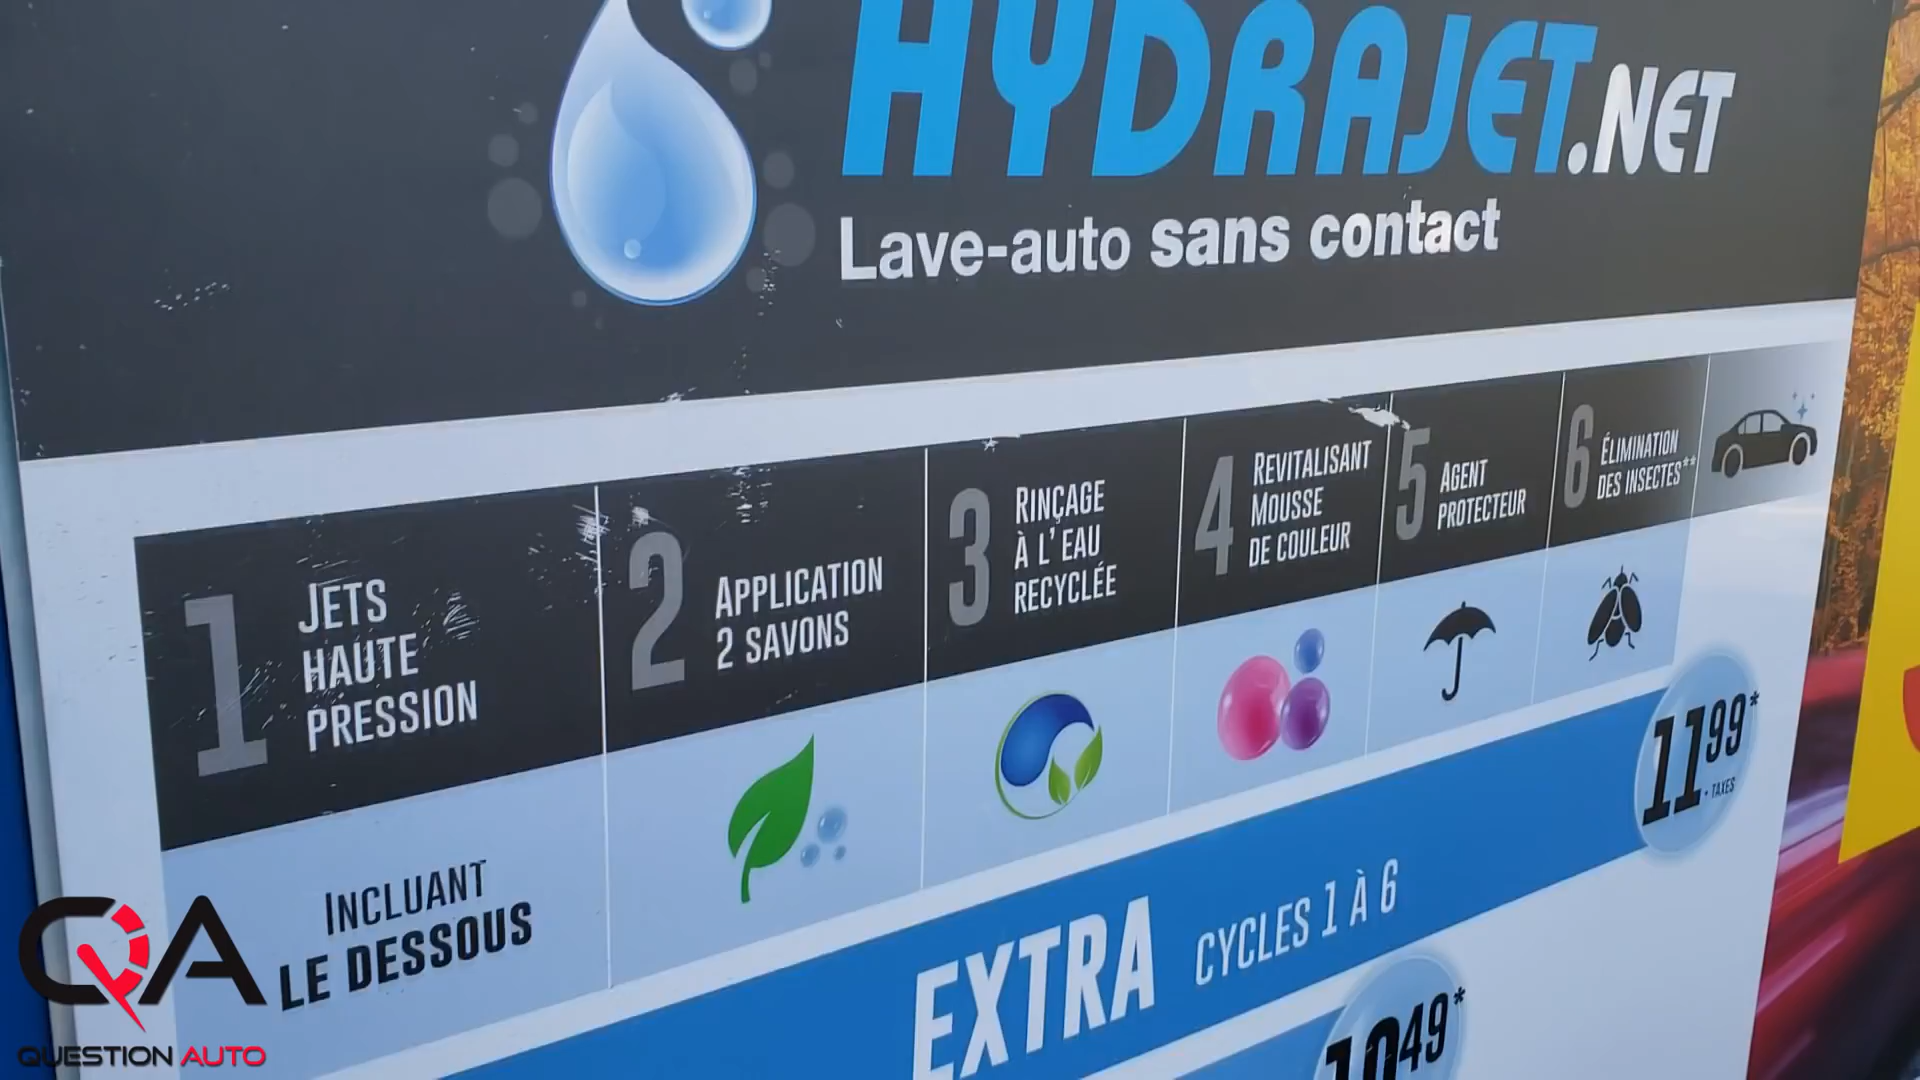 HYDRAJET.NET
Lave-auto sans contact
1 JETS
HAUTE
PRESSION
2 APPLICATION
2 SAVONS
3 RINÇAGE
À L'EAU
RECYCLÉE
4 REVITALISANT
MOUSSE
DE COULEUR
5 AGENT
PROTECTEUR
6 ÉLIMINATION
DES INSECTES**
INCLUANT
LE DESSOUS
EXTRA CYCLES 1 À 6
11 99*
+ TAXES
10 49*
QA
QUESTION AUTO